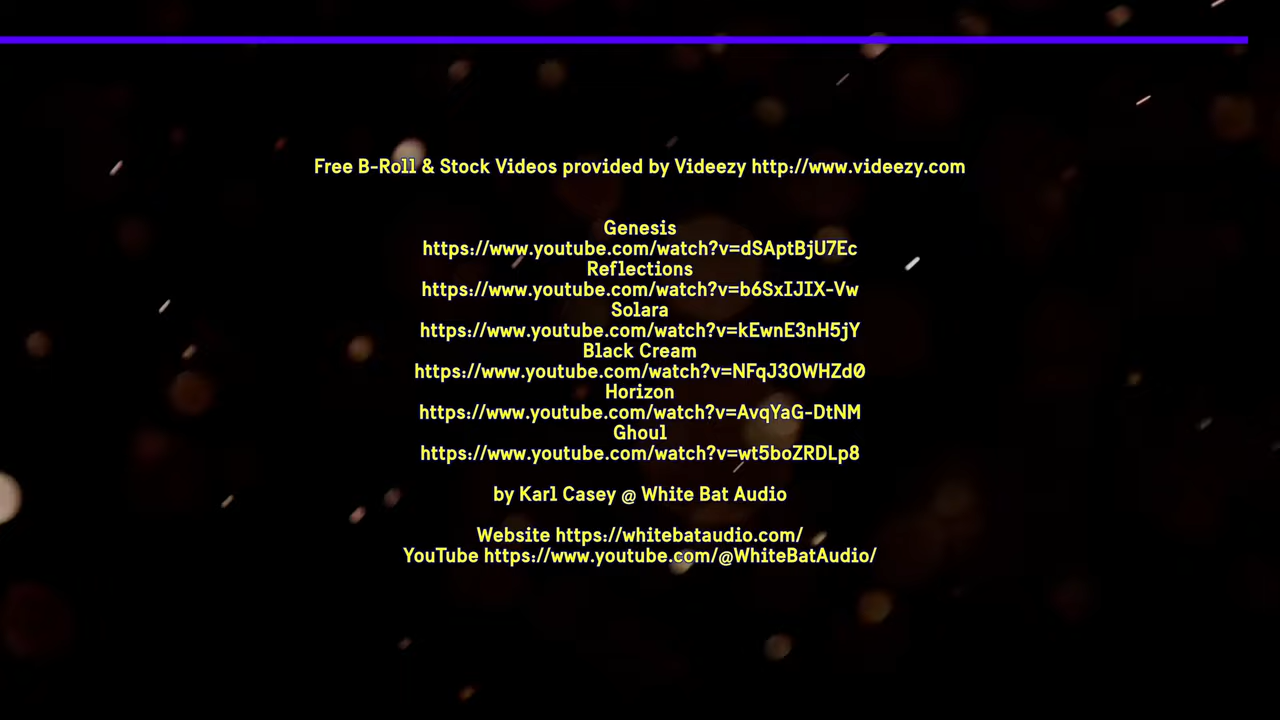 Free B-Roll & Stock Videos provided by Videezy http://www.videezy.com
Genesis
https://www.youtube.com/watch?v=dSAptBjU7Ec
Reflections
https://www.youtube.com/watch?v=b6SxIJIX-Vw
Solara
https://www.youtube.com/watch?v=kEwnE3nH5jY
Black Cream
https://www.youtube.com/watch?v=NFqJ3OWHZd0
Horizon
https://www.youtube.com/watch?v=AvqYaG-DtNM
Ghoul
https://www.youtube.com/watch?v=wt5boZRDLp8
by Karl Casey @ White Bat Audio
Website https://whitebataudio.com/
YouTube https://www.youtube.com/@WhiteBatAudio/